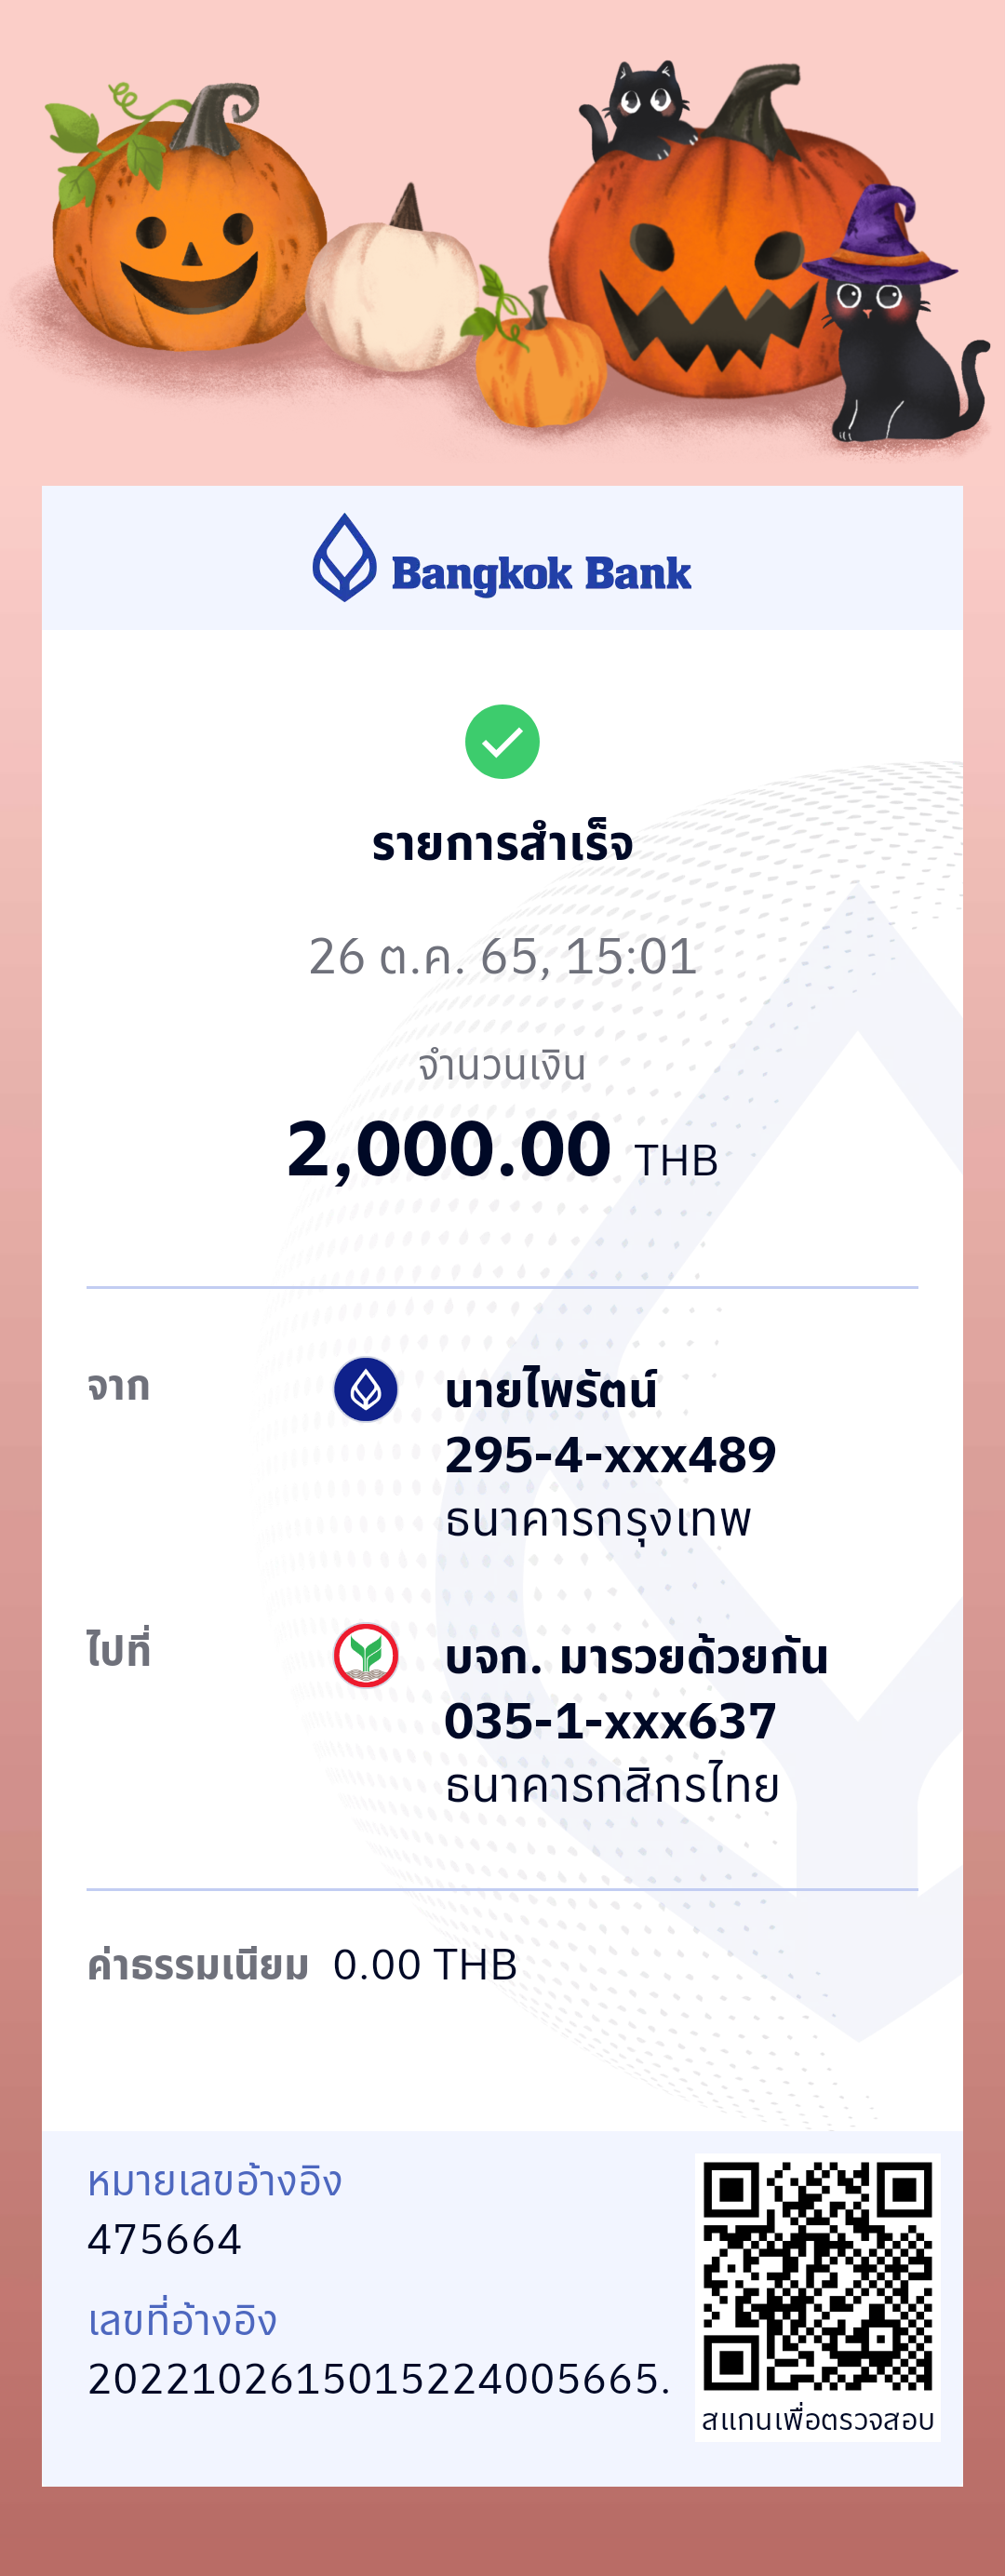 Bangkok Bank
รายการสำเร็จ
26 ต.ค. 65, 15:01
จำนวนเงิน
2,000.00 THB
จาก
นายไพรัตน์
295-4-xxx489
ธนาคารกรุงเทพ
ไปที่
บจก. มารวยด้วยกัน
035-1-xxx637
ธนาคารกสิกรไทย
ค่าธรรมเนียม 0.00 THB
หมายเลขอ้างอิง
475664
เลขที่อ้างอิง
2022102615015224005665.
สแกนเพื่อตรวจสอบ